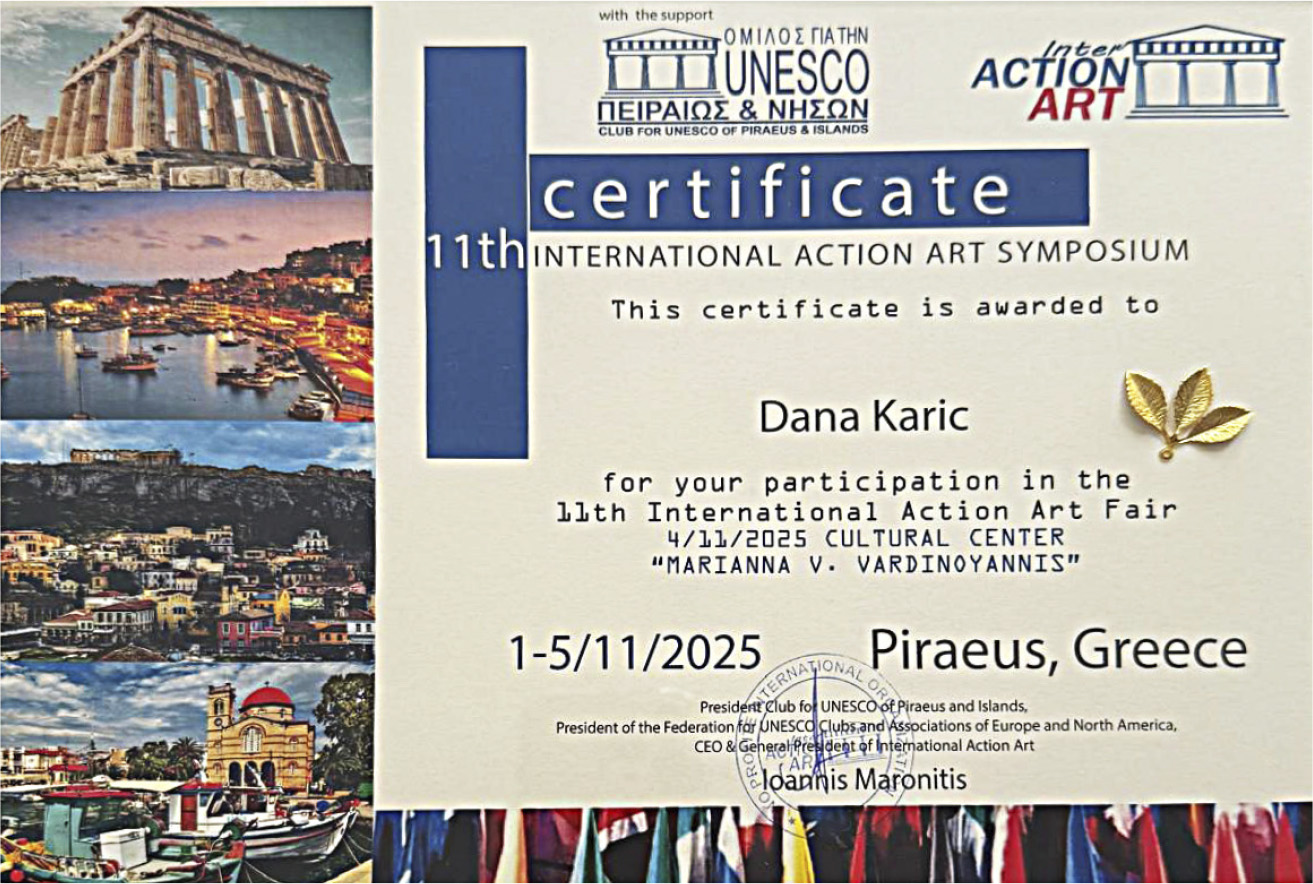 with the support
ΟΜΙΛΟΣ ΓΙΑ ΤΗΝ
UNESCO
ΠΕΙΡΑΙΩΣ & ΝΗΣΩΝ
CLUB FOR UNESCO OF PIRAEUS & ISLANDS
Inter
ACTION
ART
certificate
11th INTERNATIONAL ACTION ART SYMPOSIUM
This certificate is awarded to
Dana Karic
for your participation in the
11th International Action Art Fair
4/11/2025 CULTURAL CENTER
“MARIANNA V. VARDINOYANNIS”
1-5/11/2025 Piraeus, Greece
President Club for UNESCO of Piraeus and Islands,
President of the Federation for UNESCO Clubs and Associations of Europe and North America,
CEO & General President of International Action Art
Ioannis Maronitis
INTERNATIONAL ORGANIZATION
ACTION
ART